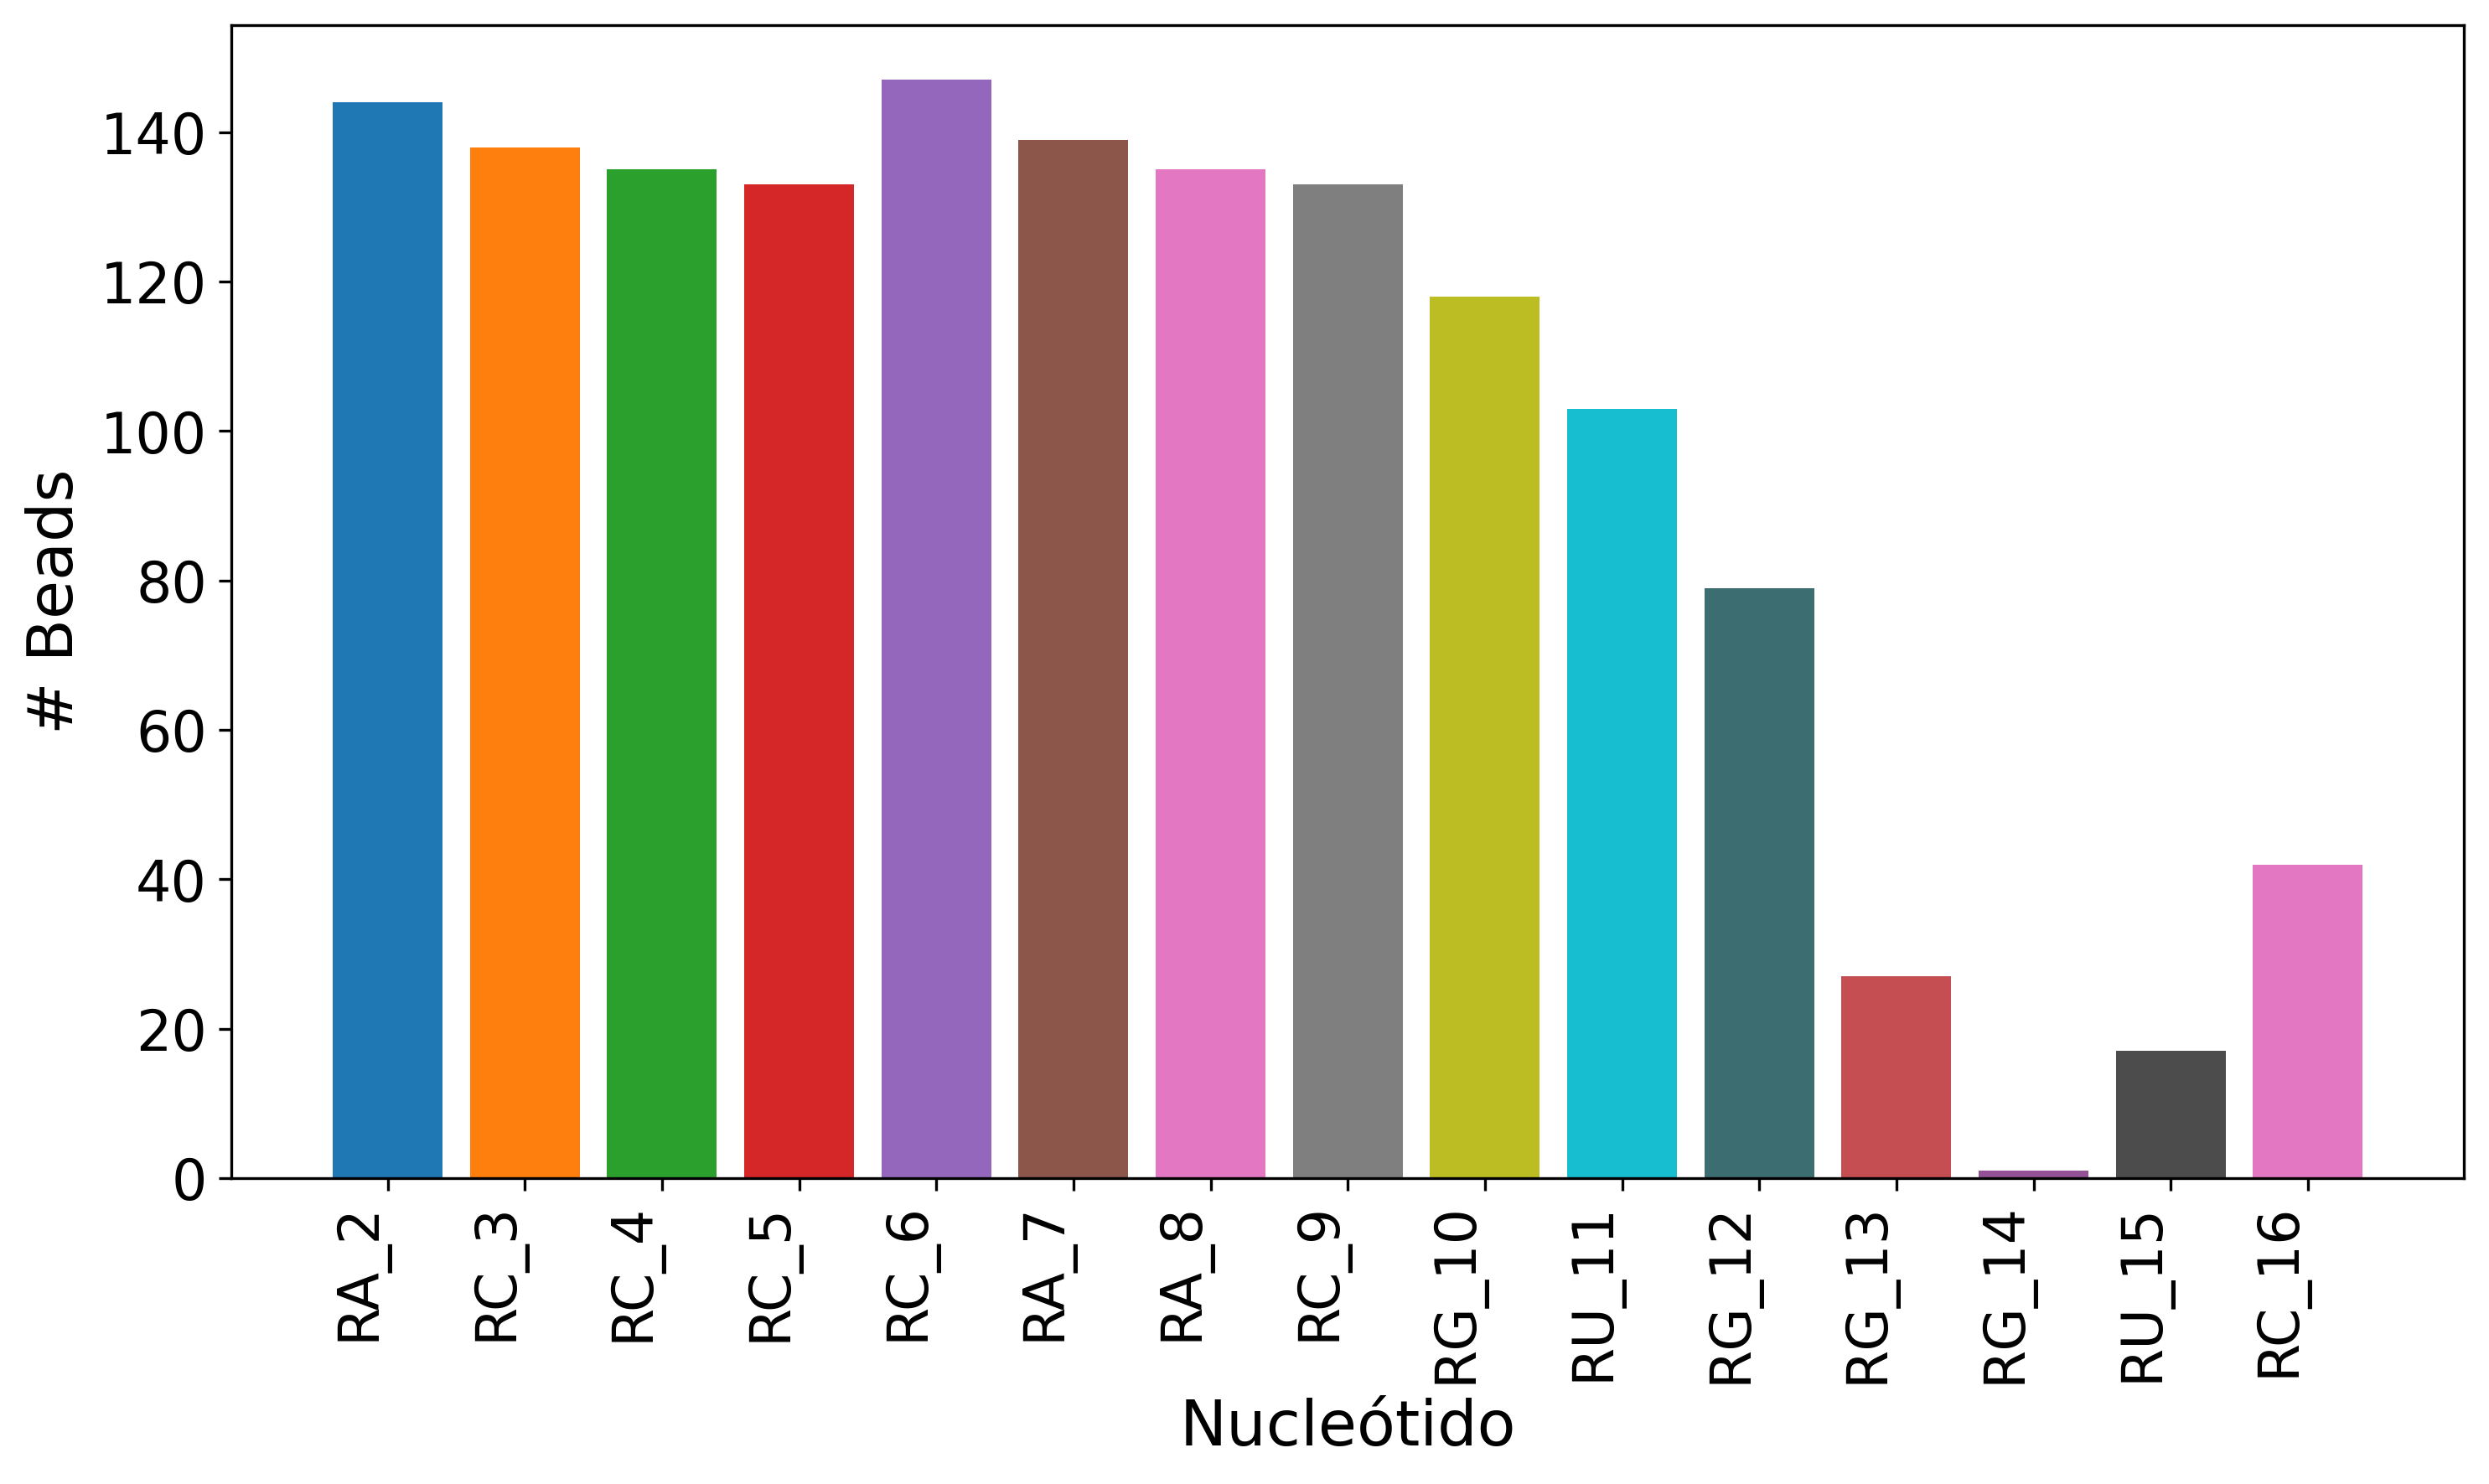 # Beads
140
120
100
80
60
40
20
0
RA_2
RC_3
RC_4
RC_5
RC_6
RA_7
RA_8
RC_9
RG_10
RU_11
RG_12
RG_13
RG_14
RU_15
RC_16
Nucleótido